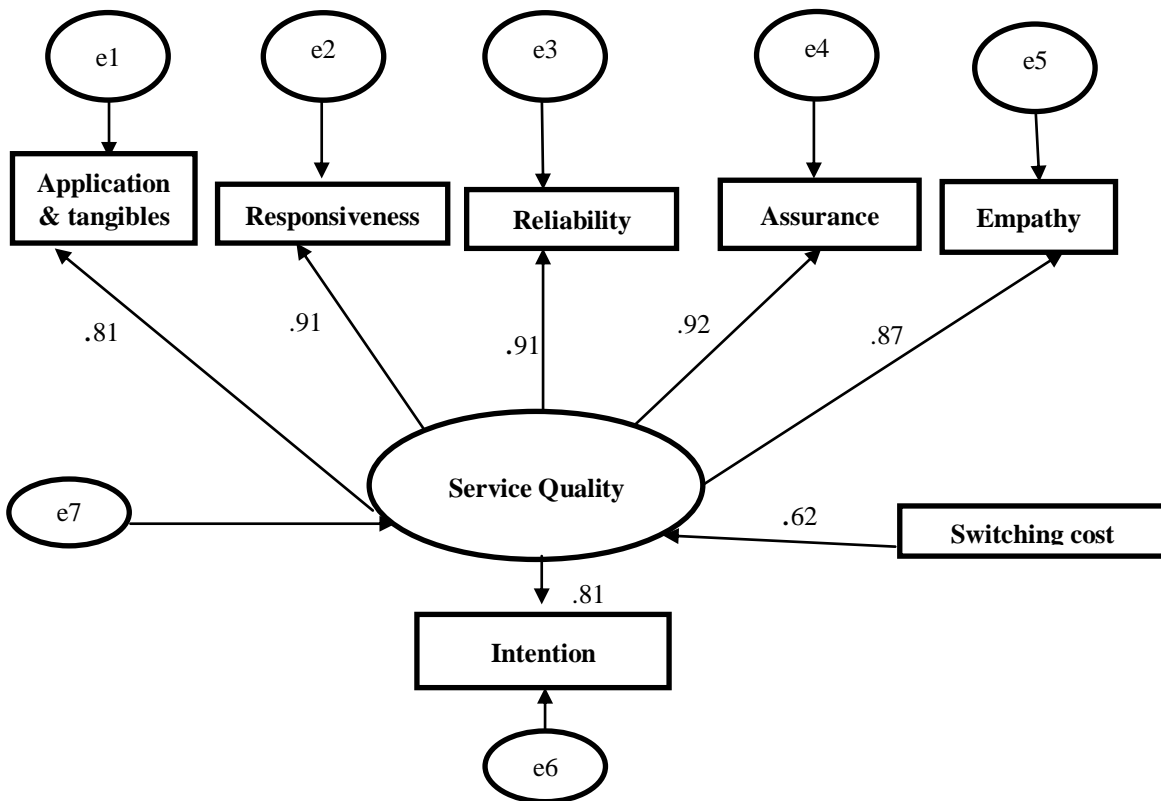 e1
e2
e3
e4
e5
Application
& tangibles
Responsiveness
Reliability
Assurance
Empathy
.81
.91
.91
.92
.87
Service Quality
e7
.62
Switching cost
.81
Intention
e6